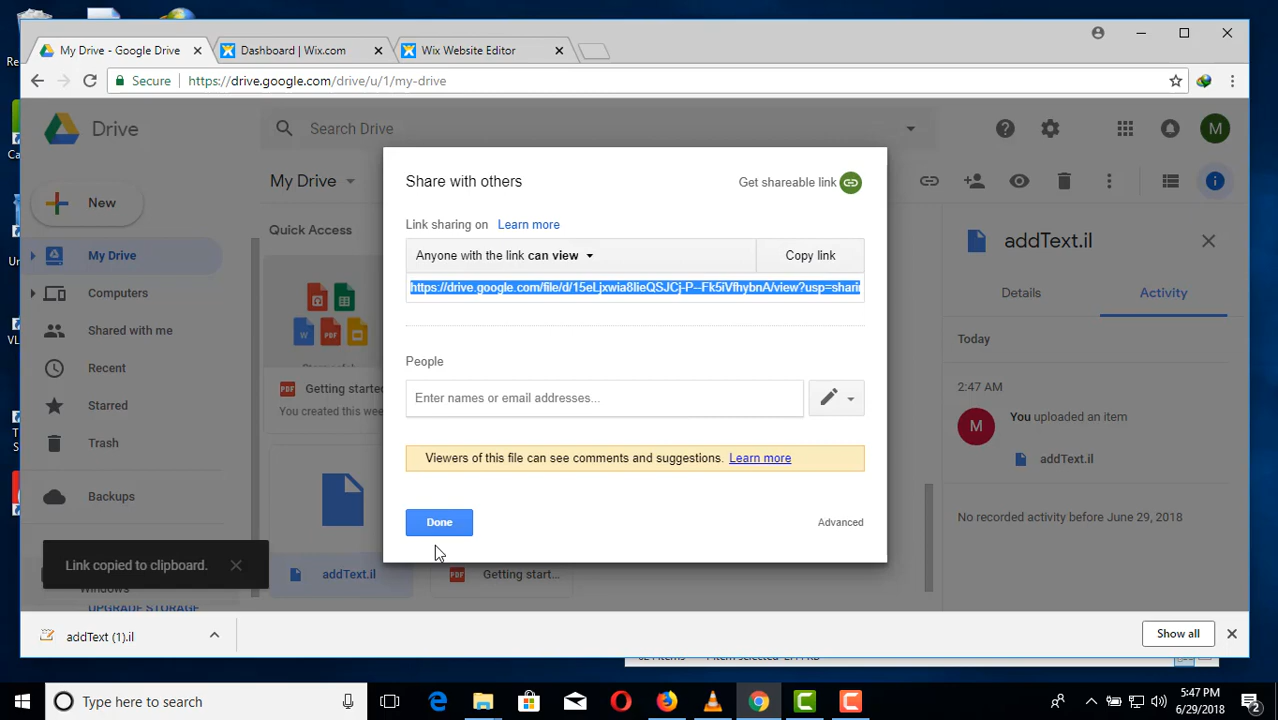 My Drive - Google Drive
Dashboard | Wix.com
Wix Website Editor
Secure
https://drive.google.com/drive/u/1/my-drive
Drive
Search Drive
M
New
My Drive
Quick Access
My Drive
Computers
Shared with me
Recent
Starred
Trash
Backups
UPGRADE STORAGE
Getting started
You created this week
addText.il
Getting start...
Share with others
Get shareable link
Link sharing on Learn more
Anyone with the link can view
Copy link
People
Enter names or email addresses...
Viewers of this file can see comments and suggestions. Learn more
Done
Advanced
addText.il
Details
Activity
Today
2:47 AM
M
You uploaded an item
addText.il
No recorded activity before June 29, 2018
Link copied to clipboard.
addText (1).il
Show all
Type here to search
5:47 PM
6/29/2018
2